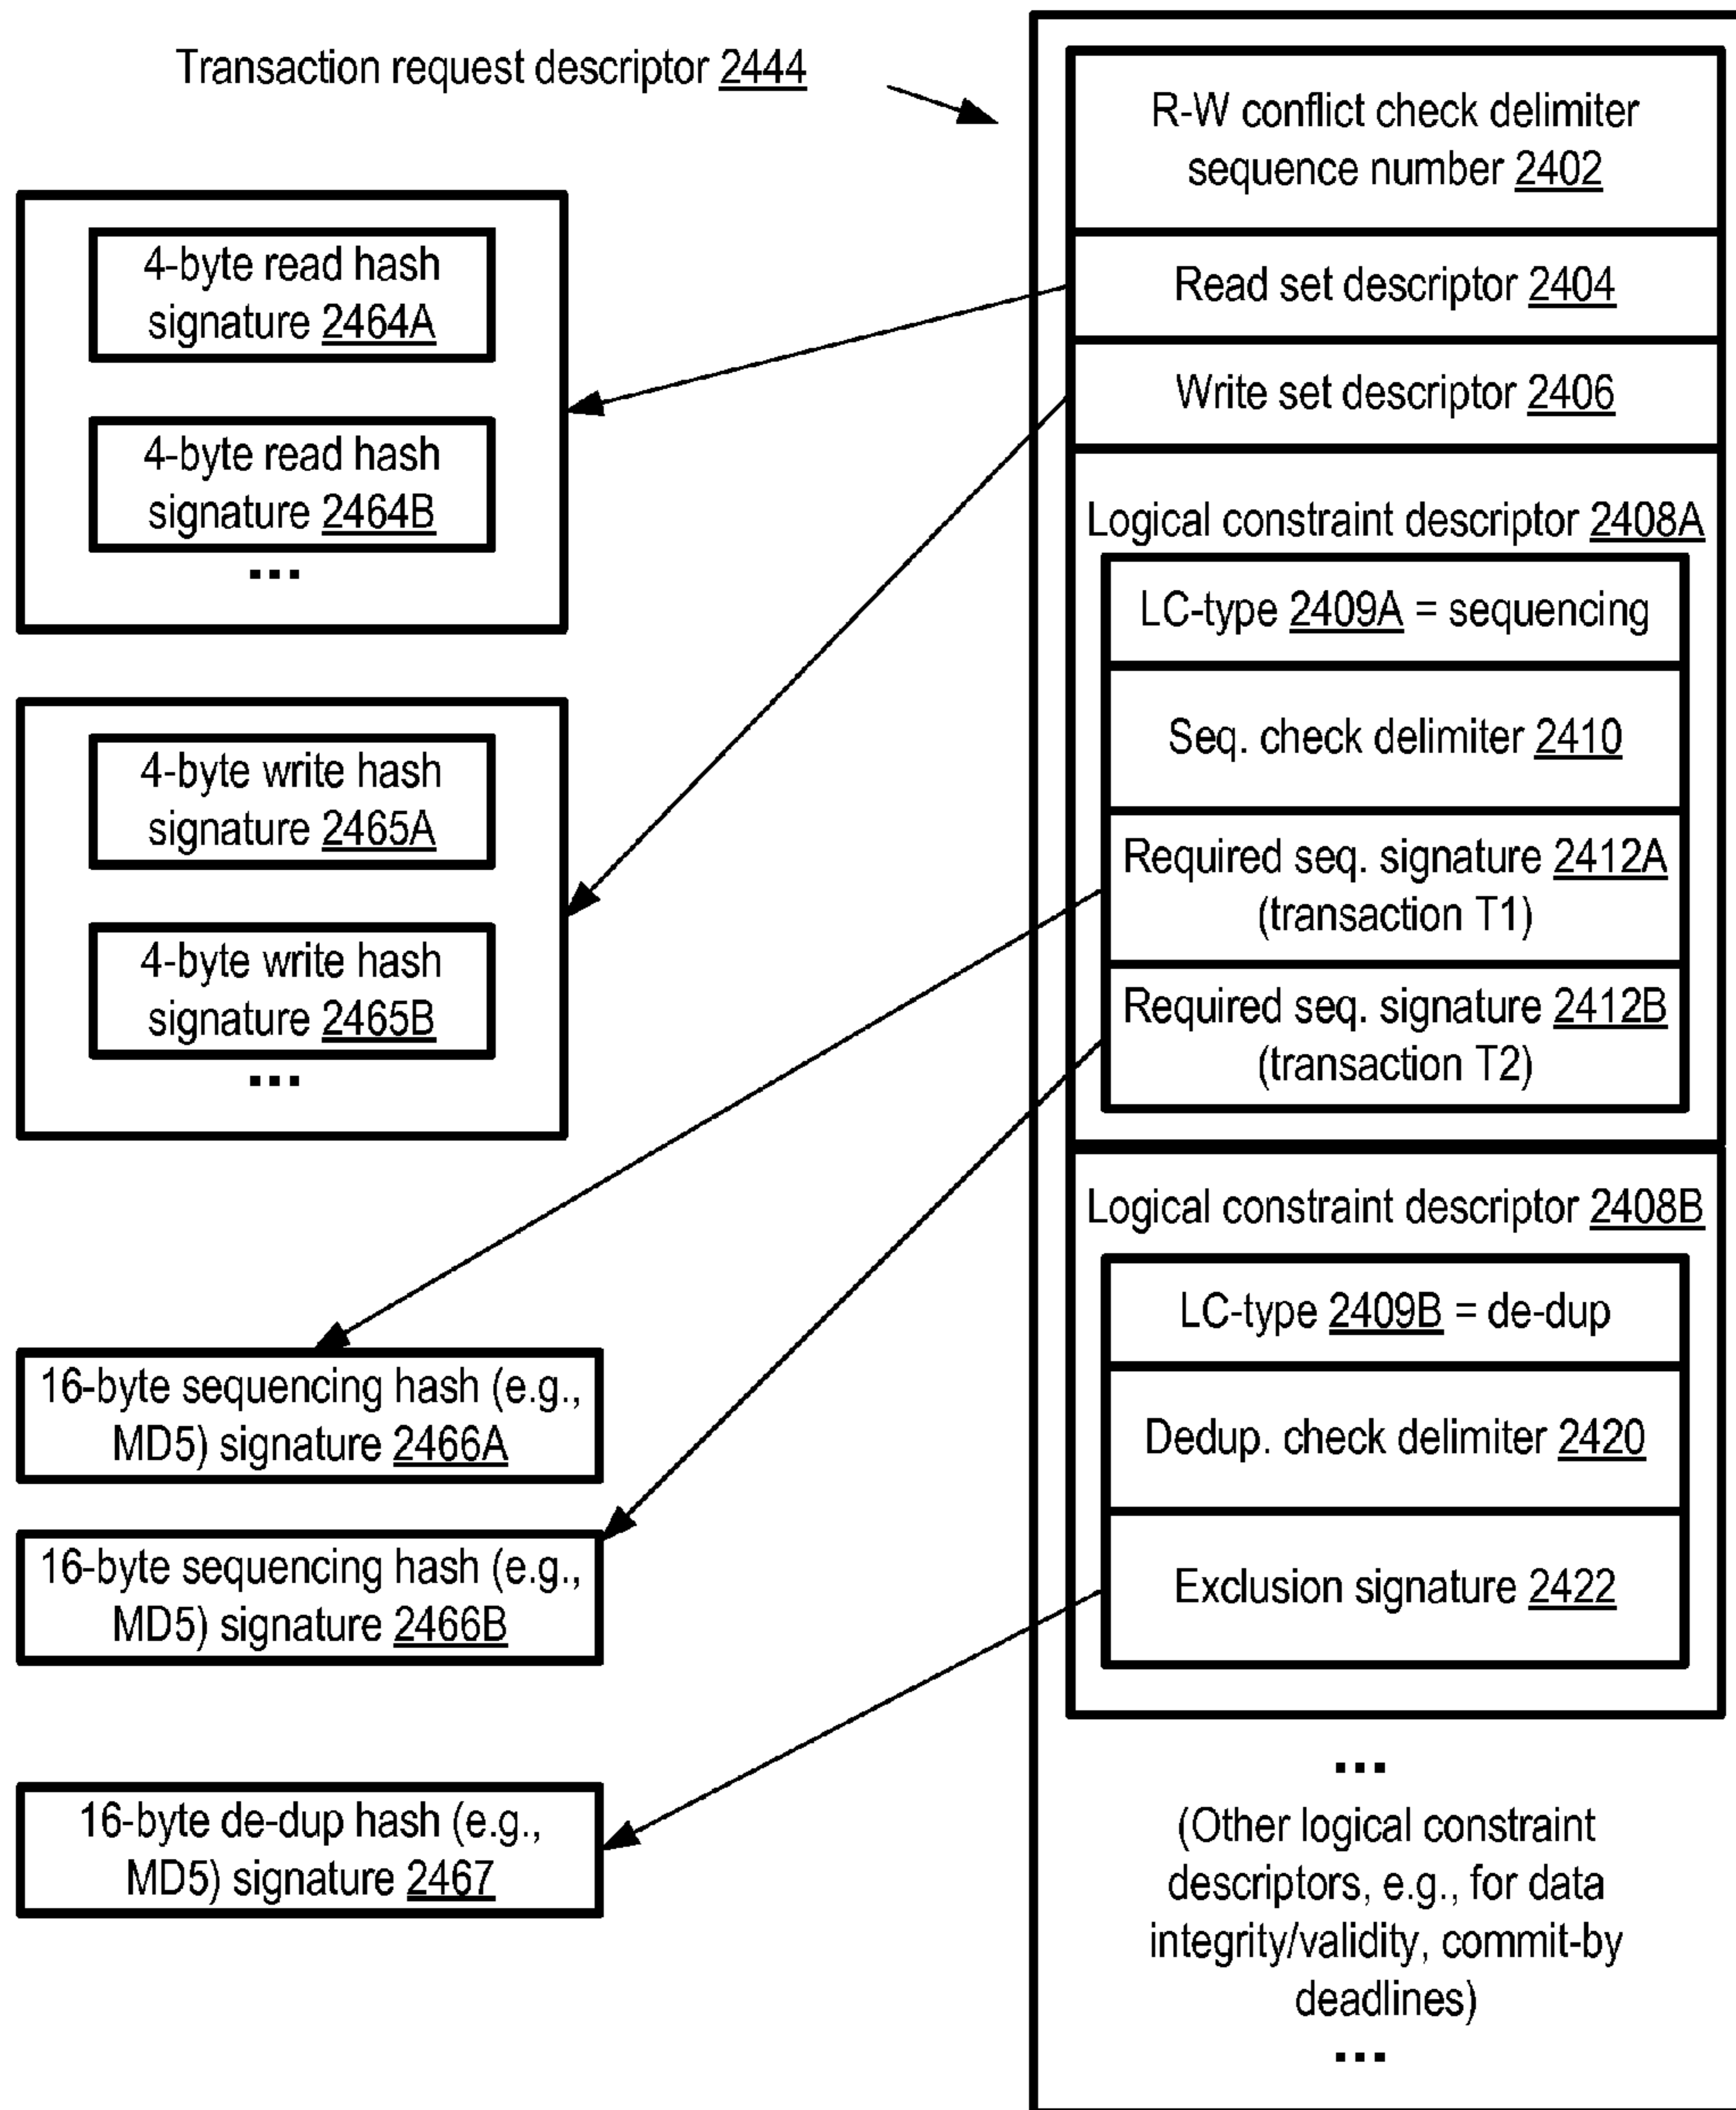 Transaction request descriptor 2444
4-byte read hash
signature 2464A
4-byte read hash
signature 2464B
...
4-byte write hash
signature 2465A
4-byte write hash
signature 2465B
...
16-byte sequencing hash (e.g.,
MD5) signature 2466A
16-byte sequencing hash (e.g.,
MD5) signature 2466B
16-byte de-dup hash (e.g.,
MD5) signature 2467
R-W conflict check delimiter
sequence number 2402
Read set descriptor 2404
Write set descriptor 2406
Logical constraint descriptor 2408A
LC-type 2409A = sequencing
Seq. check delimiter 2410
Required seq. signature 2412A
(transaction T1)
Required seq. signature 2412B
(transaction T2)
Logical constraint descriptor 2408B
LC-type 2409B = de-dup
Dedup. check delimiter 2420
Exclusion signature 2422
...
(Other logical constraint
descriptors, e.g., for data
integrity/validity, commit-by
deadlines)
...